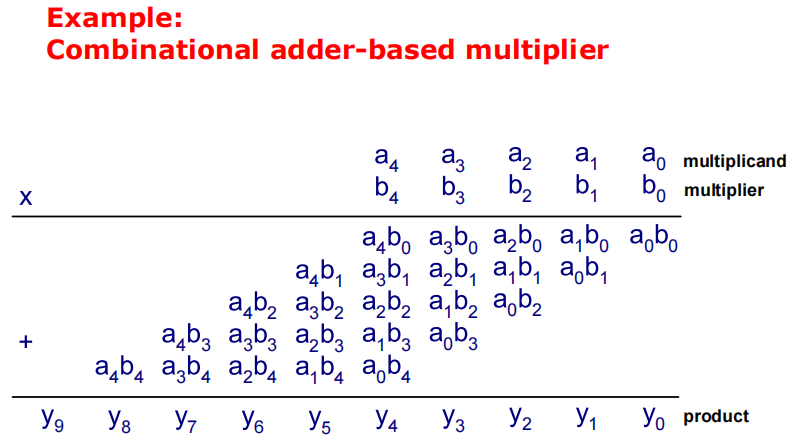 Example:
Combinational adder-based multiplier
a₄ a₃ a₂ a₁ a₀ multiplicand
x b₄ b₃ b₂ b₁ b₀ multiplier
a₄b₀ a₃b₀ a₂b₀ a₁b₀ a₀b₀
a₄b₁ a₃b₁ a₂b₁ a₁b₁ a₀b₁
a₄b₂ a₃b₂ a₂b₂ a₁b₂ a₀b₂
+ a₄b₃ a₃b₃ a₂b₃ a₁b₃ a₀b₃
a₄b₄ a₃b₄ a₂b₄ a₁b₄ a₀b₄
y₉ y₈ y₇ y₆ y₅ y₄ y₃ y₂ y₁ y₀ product